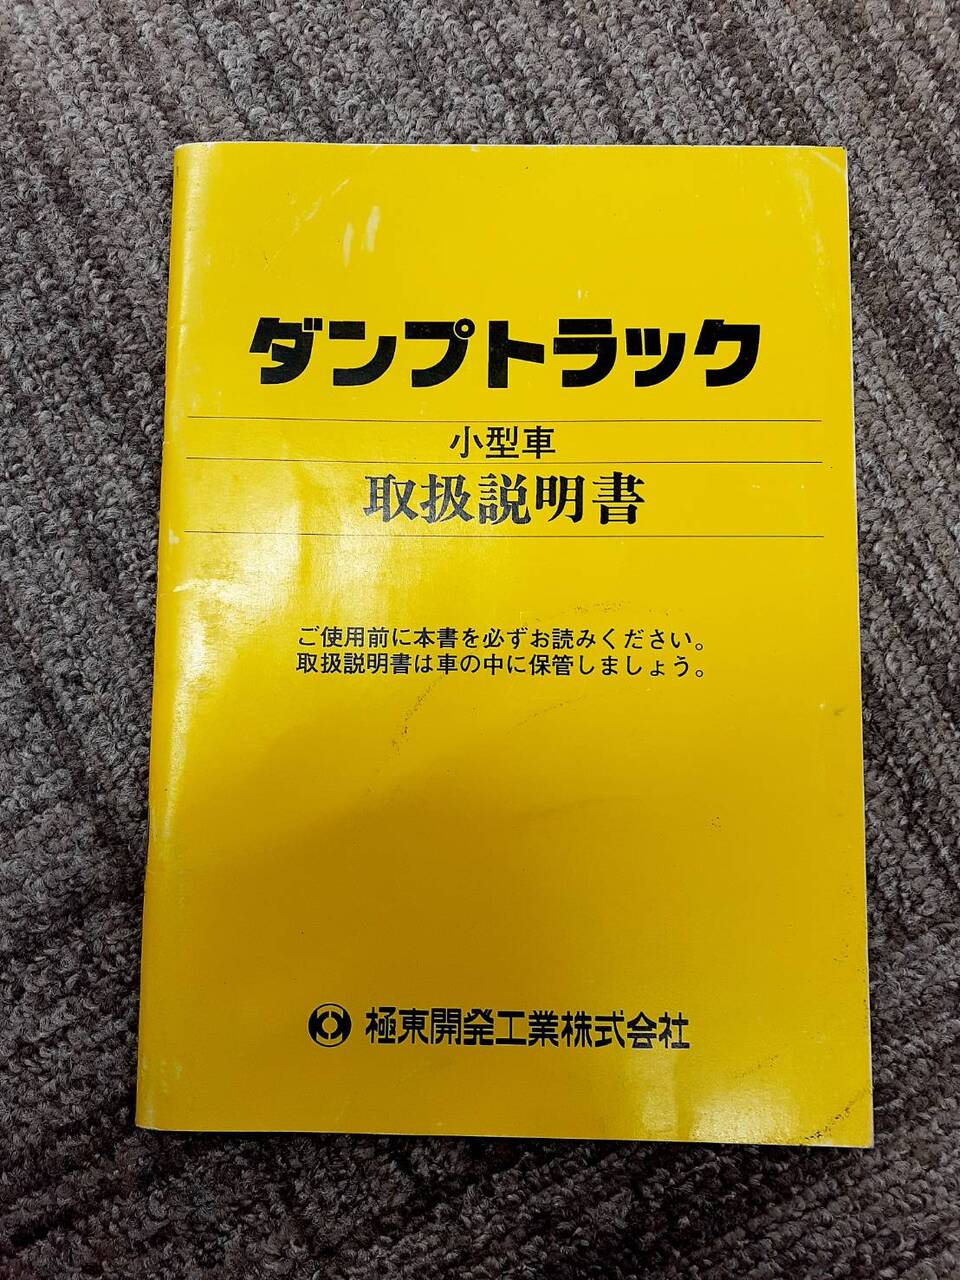 ダンプトラック
小型車
取扱説明書
ご使用前に本書を必ずお読みください。
取扱説明書は車の中に保管しましょう。
極東開発工業株式会社